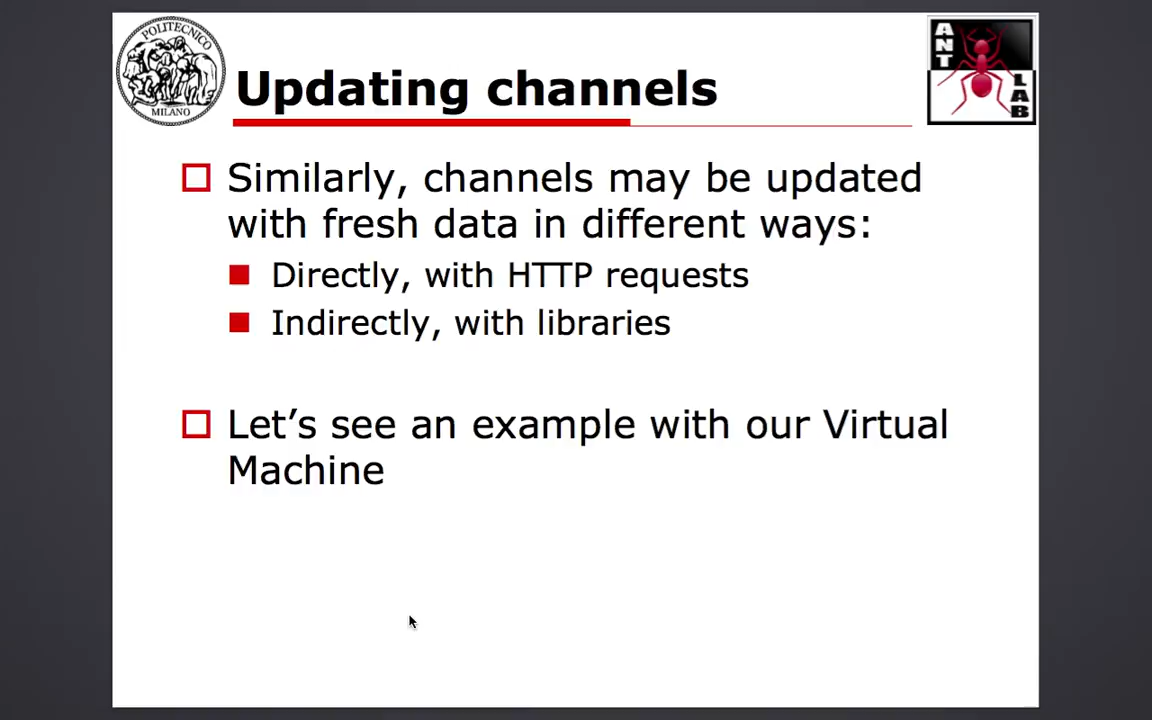 POLITECNICO
MILANO
Updating channels
ANT
LAB
Similarly, channels may be updated
with fresh data in different ways:
Directly, with HTTP requests
Indirectly, with libraries
Let’s see an example with our Virtual
Machine